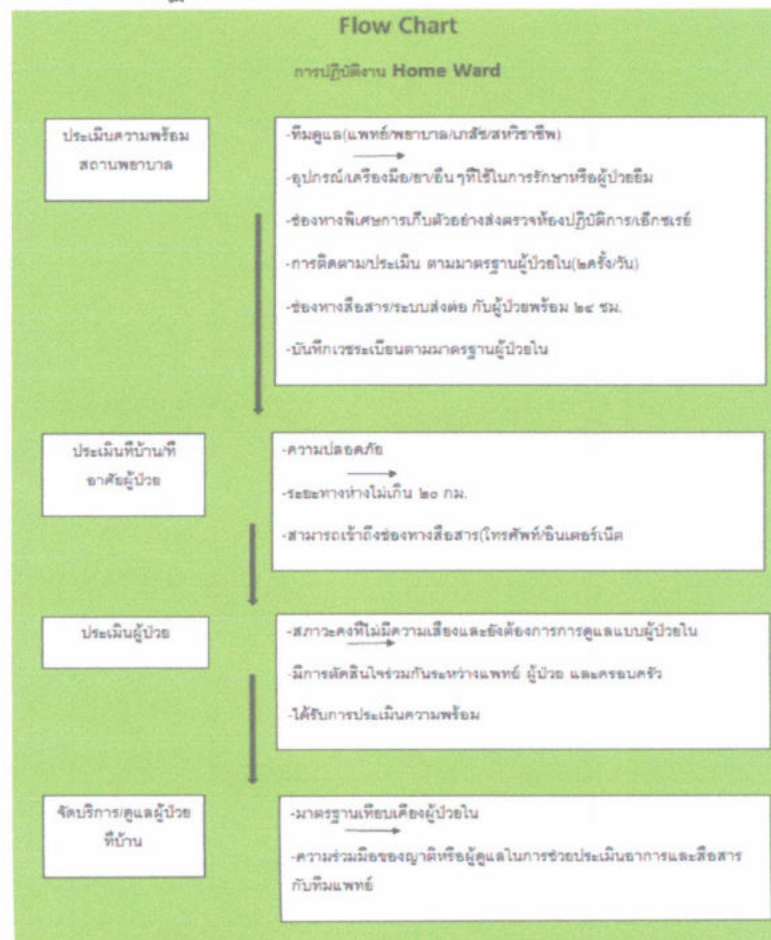 Flow Chart
การปฏิบัติงาน Home Ward
ประเมินความพร้อม
สถานพยาบาล
-ทีมดูแล(แพทย์/พยาบาล/เภสัช/สหวิชาชีพ)
-อุปกรณ์/เครื่องมือ/ยา/อื่น ๆที่ใช้ในการรักษาหรือผู้ป่วยยืม
-ช่องทางพิเศษการเก็บตัวอย่างส่งตรวจห้องปฏิบัติการ/เอ็กซเรย์
-การติดตาม/ประเมิน ตามมาตรฐานผู้ป่วยใน(๒ครั้ง/วัน)
-ช่องทางสื่อสาร/ระบบส่งต่อ กับผู้ป่วยพร้อม ๒๔ ชม.
-บันทึกเวชระเบียนตามมาตรฐานผู้ป่วยใน
ประเมินที่บ้าน/ที่
อาศัยผู้ป่วย
-ความปลอดภัย
-ระยะทางห่างไม่เกิน ๒๐ กม.
-สามารถเข้าถึงช่องทางสื่อสาร(โทรศัพท์/อินเตอร์เน็ต
ประเมินผู้ป่วย
-สภาวะคงที่ไม่มีความเสี่ยงและยังต้องการการดูแลแบบผู้ป่วยใน
-มีการตัดสินใจร่วมกันระหว่างแพทย์ ผู้ป่วย และครอบครัว
-ได้รับการประเมินความพร้อม
จัดบริการ/ดูแลผู้ป่วย
ที่บ้าน
-มาตรฐานเทียบเคียงผู้ป่วยใน
-ความร่วมมือของญาติหรือผู้ดูแลในการช่วยประเมินอาการและสื่อสาร
กับทีมแพทย์